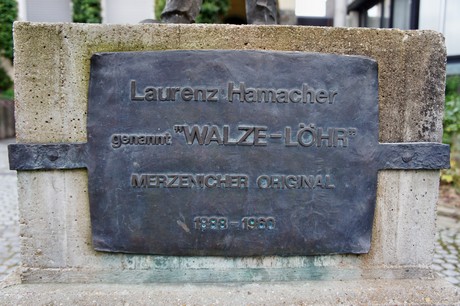 Laurenz Hamacher
genannt "WALZE-LÖHR"
MERZENICHER ORIGINAL
1888-1960